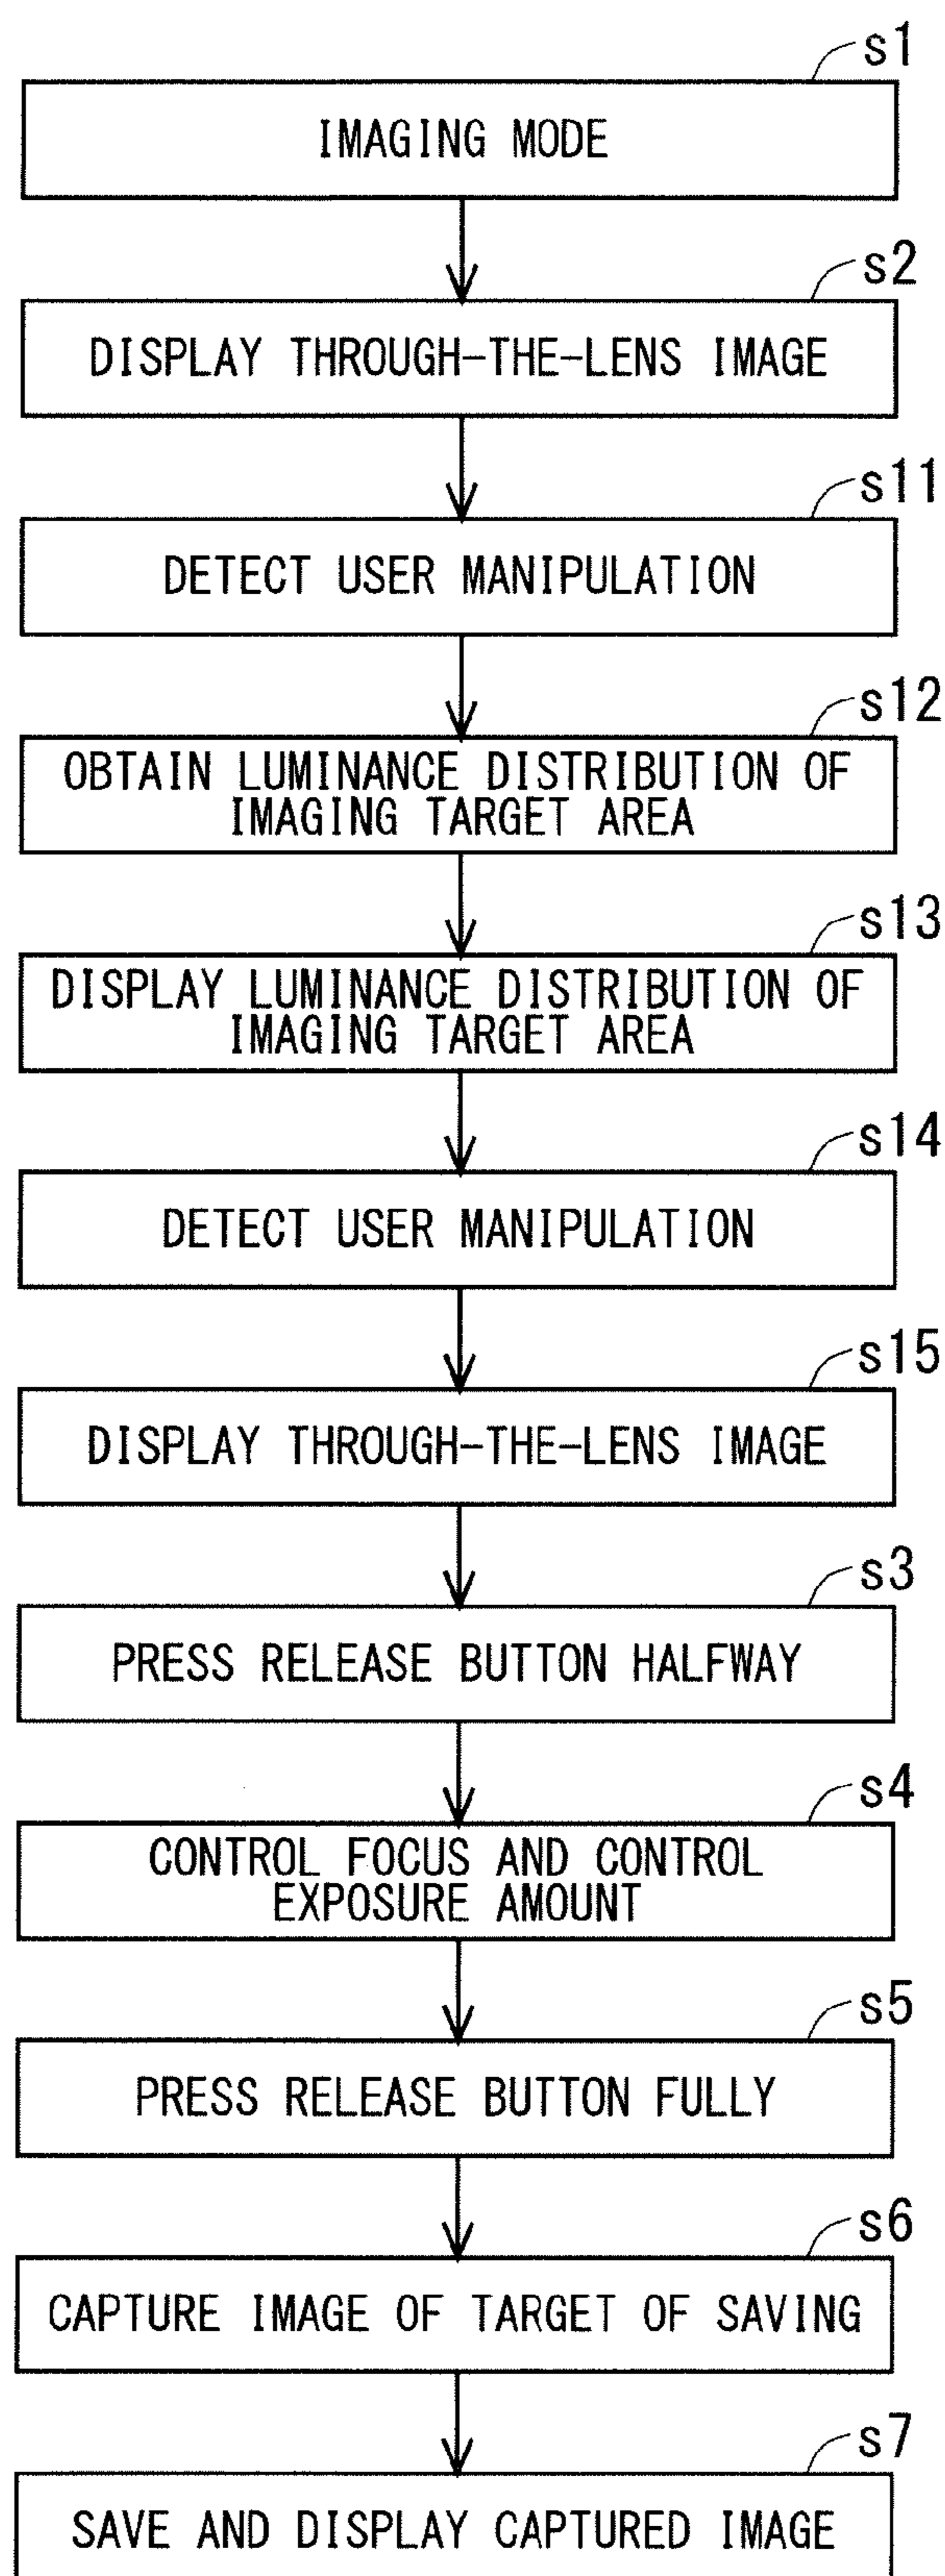 s1
IMAGING MODE
s2
DISPLAY THROUGH-THE-LENS IMAGE
s11
DETECT USER MANIPULATION
s12
OBTAIN LUMINANCE DISTRIBUTION OF
IMAGING TARGET AREA
s13
DISPLAY LUMINANCE DISTRIBUTION OF
IMAGING TARGET AREA
s14
DETECT USER MANIPULATION
s15
DISPLAY THROUGH-THE-LENS IMAGE
s3
PRESS RELEASE BUTTON HALFWAY
s4
CONTROL FOCUS AND CONTROL
EXPOSURE AMOUNT
s5
PRESS RELEASE BUTTON FULLY
s6
CAPTURE IMAGE OF TARGET OF SAVING
s7
SAVE AND DISPLAY CAPTURED IMAGE